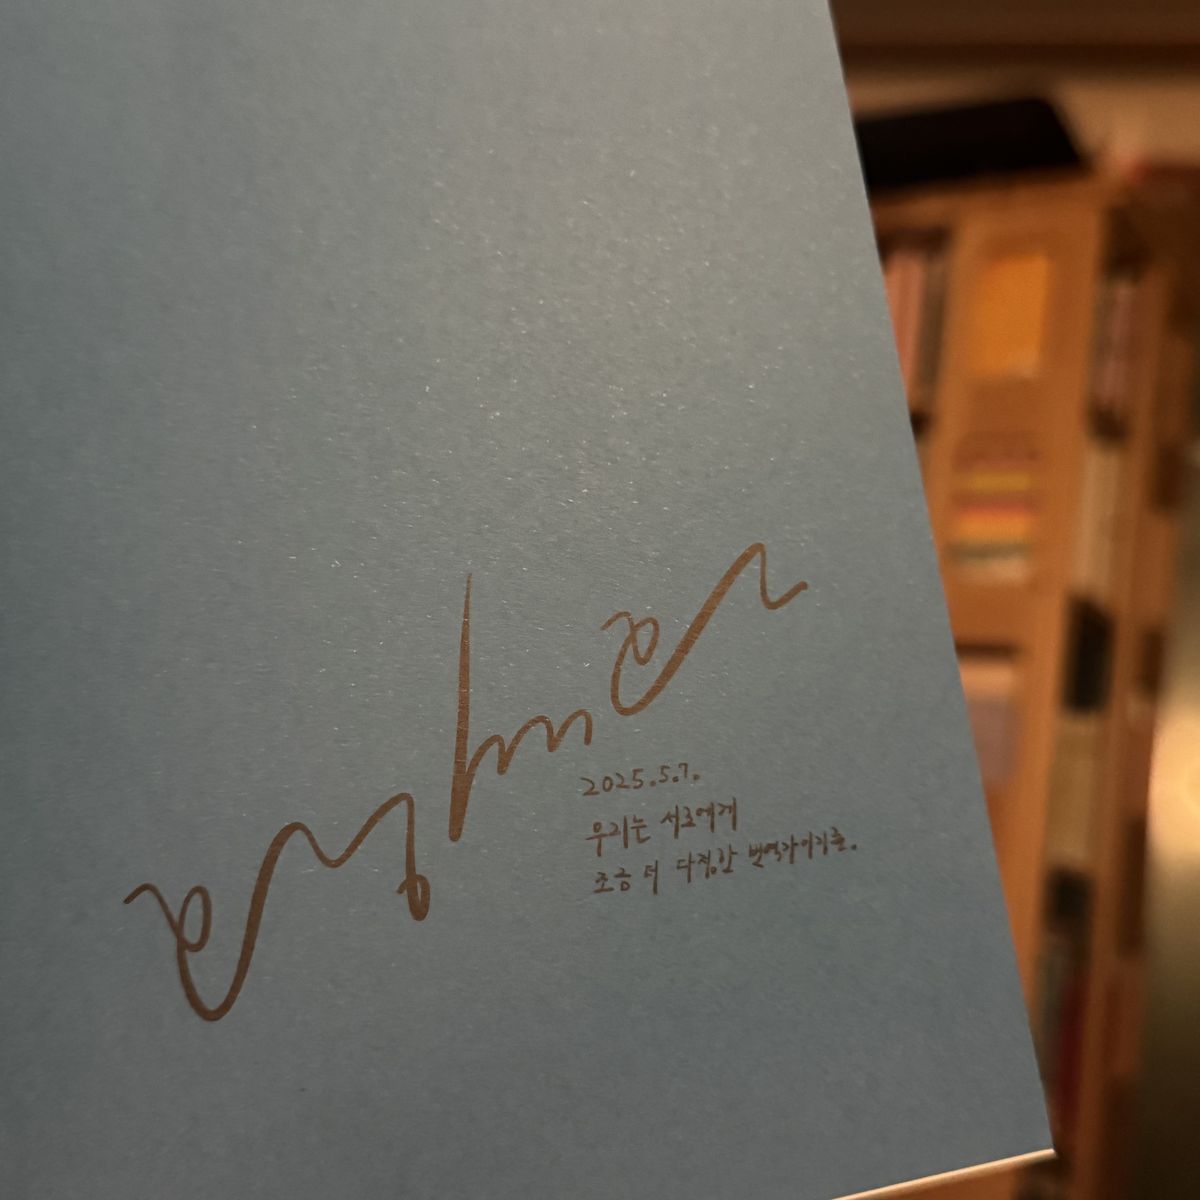 2025.5.7.
우리는 서로에게
조금 더 다정한 번역가이기를.